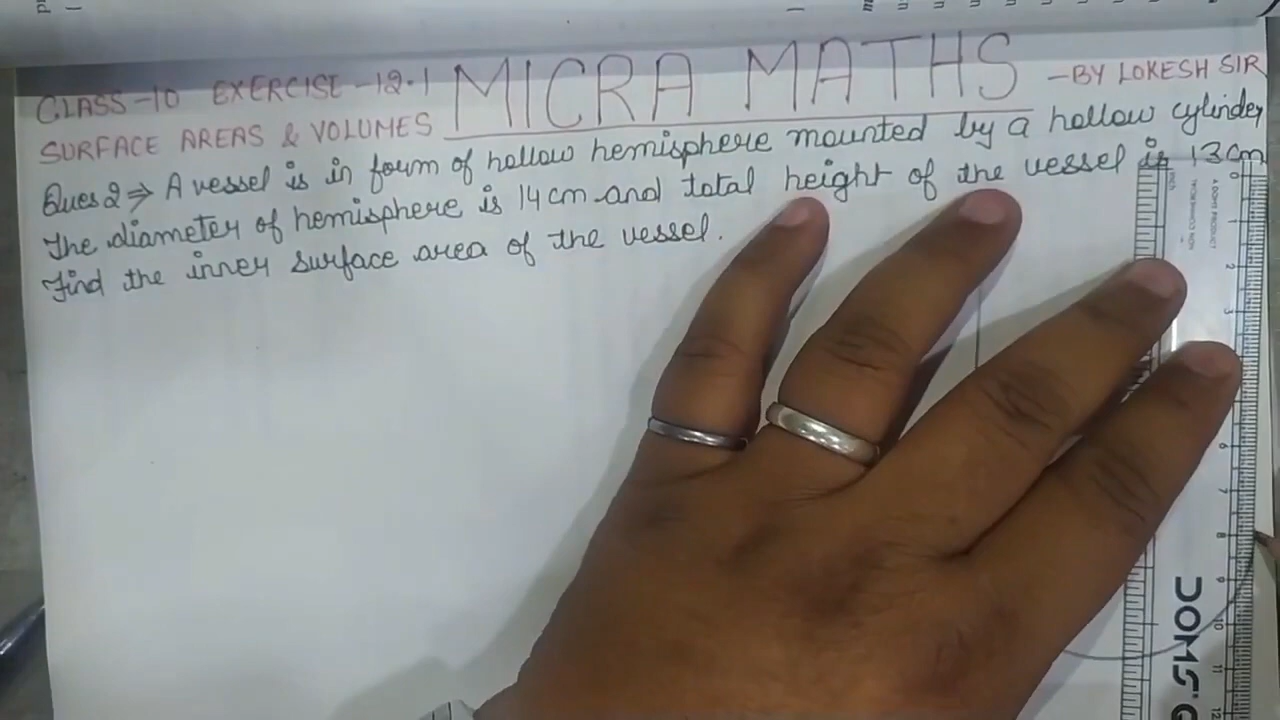 CLASS-10 EXERCISE-12.1 MICRA MATHS -BY LOKESH SIR
SURFACE AREAS & VOLUMES
Ques 2 ⇒ A vessel is in form of hollow hemisphere mounted by a hollow cylinder
The diameter of hemisphere is 14 cm and total height of the vessel is 13 cm
Find the inner surface area of the vessel.
DOMS